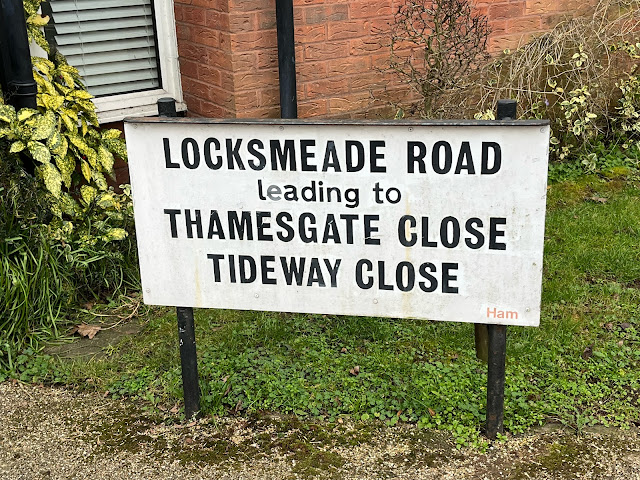 LOCKSMEADE ROAD
leading to
THAMESGATE CLOSE
TIDEWAY CLOSE
Ham